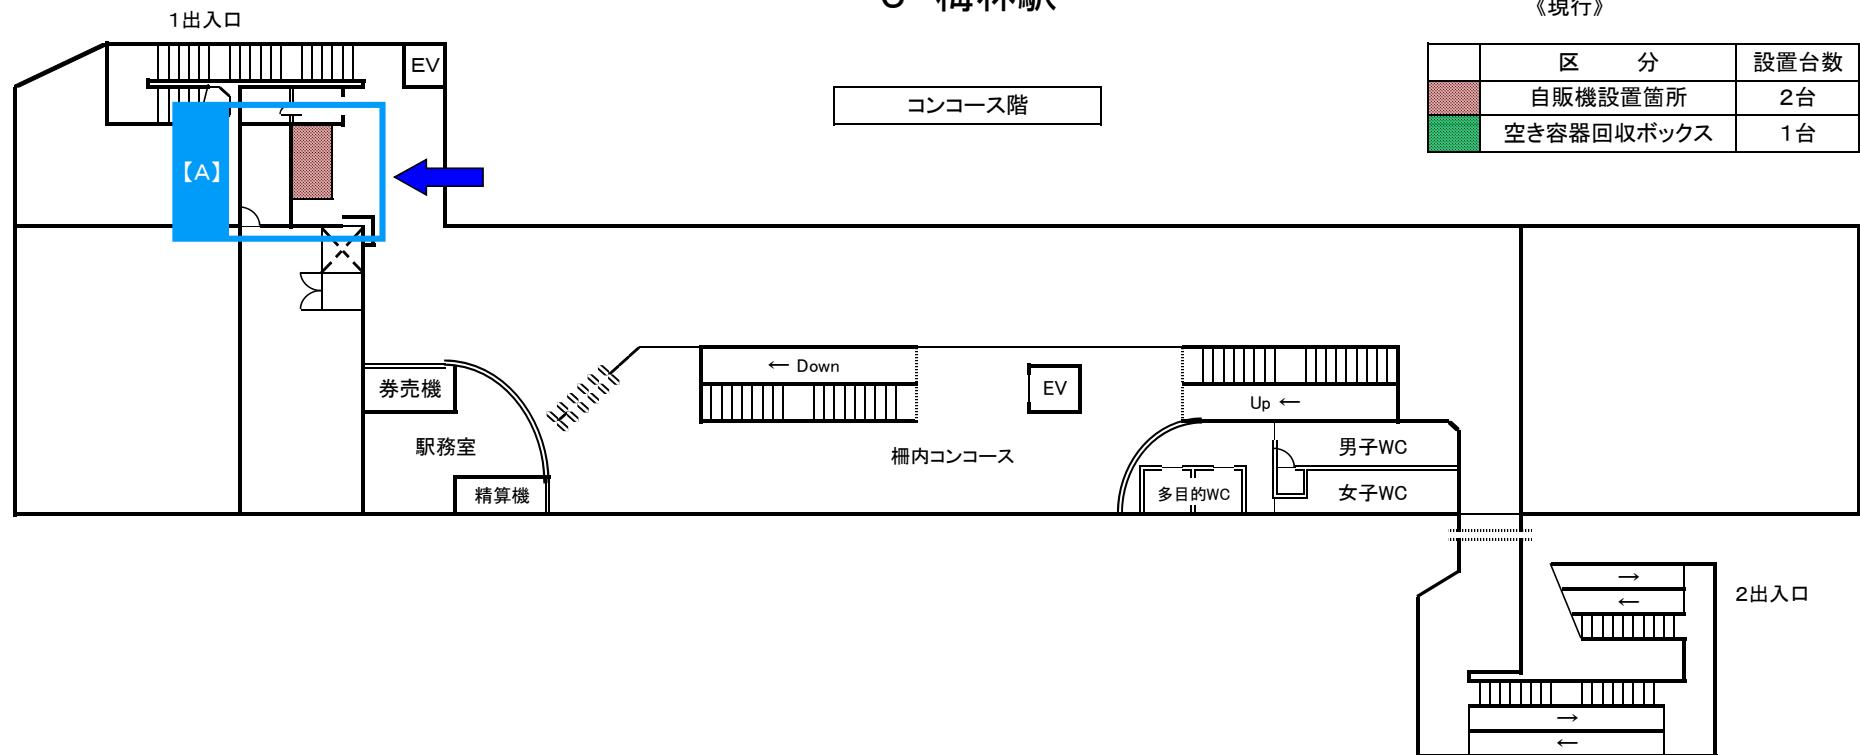 梅林駅
《現行》
1出入口
EV
区 分 設置台数
自販機設置箇所 2台
空き容器回収ボックス 1台
コンコース階
【A】
← Down
EV
Up ←
券売機
駅務室
精算機
柵内コンコース
男子WC
多目的WC
女子WC
→
←
2出入口
→
←